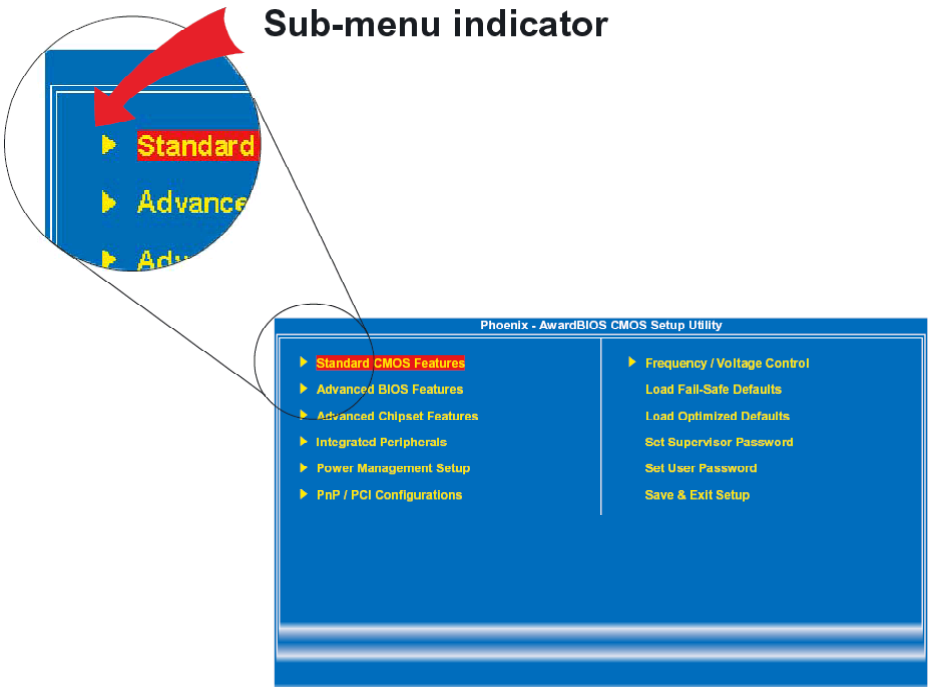 Sub-menu indicator
Standard
Advance
Adv
Phoenix - AwardBIOS CMOS Setup Utility
Standard CMOS Features
Advanced BIOS Features
Advanced Chipset Features
Integrated Peripherals
Power Management Setup
PnP / PCI Configurations
Frequency / Voltage Control
Load Fail-Safe Defaults
Load Optimized Defaults
Set Supervisor Password
Set User Password
Save & Exit Setup